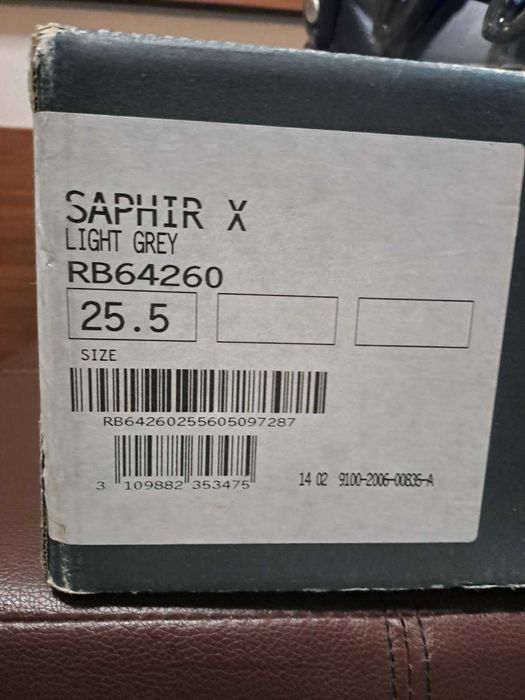 SAPHIR X
LIGHT GREY
RB64260
25.5
SIZE
RB64260255605097287
3 109882 353475
14 02 9100-2006-00835-A